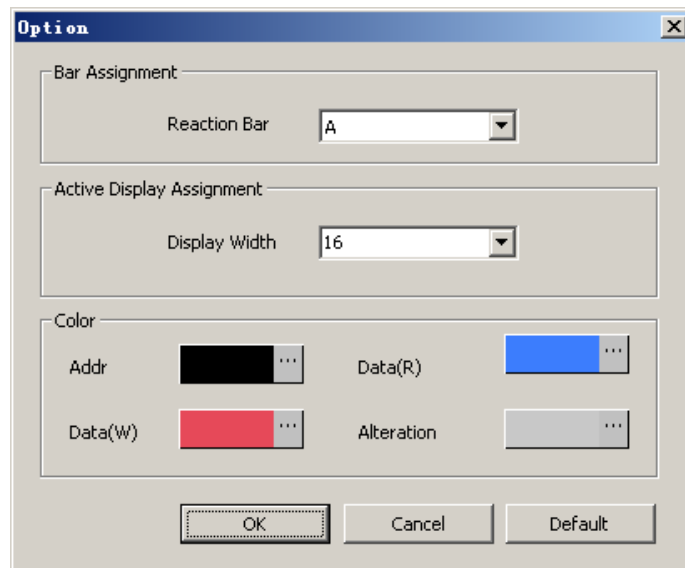 Option
Bar Assignment
Reaction Bar A
Active Display Assignment
Display Width 16
Color
Addr ... Data(R) ...
Data(W) ... Alteration ...
OK Cancel Default